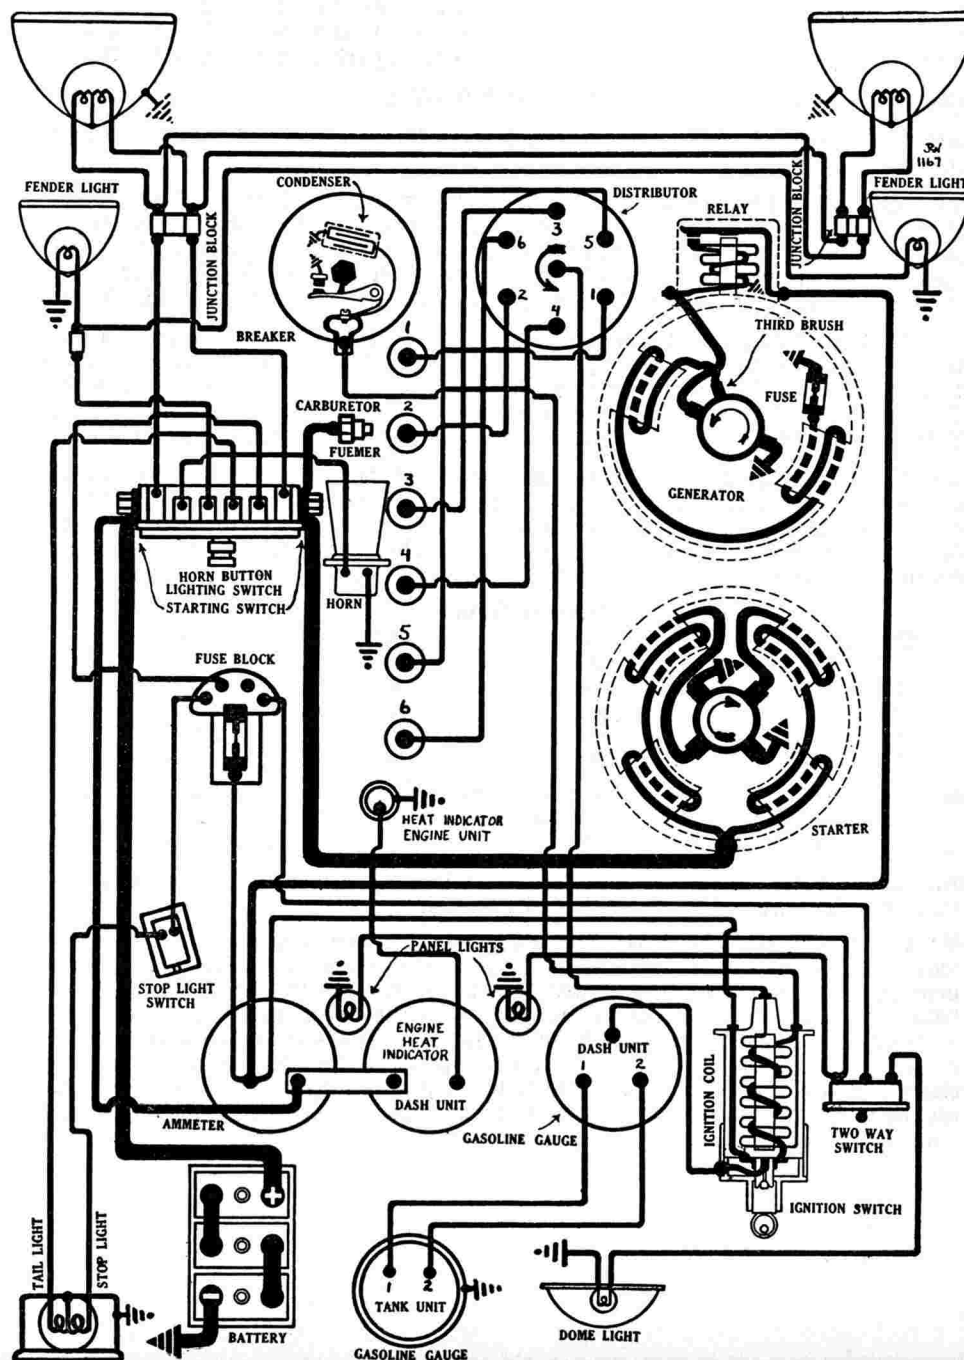 JW
1167
FENDER LIGHT
CONDENSER
DISTRIBUTOR
RELAY
FENDER LIGHT
JUNCTION BLOCK
JUNCTION BLOCK
3
6
5
2
1
4
BREAKER
THIRD BRUSH
FUSE
1
CARBURETOR
FUEMER
2
3
GENERATOR
HORN BUTTON
LIGHTING SWITCH
STARTING SWITCH
HORN
4
FUSE BLOCK
5
6
HEAT INDICATOR
ENGINE UNIT
STARTER
STOP LIGHT
SWITCH
PANEL LIGHTS
ENGINE
HEAT
INDICATOR
DASH UNIT
AMMETER
DASH UNIT
1
2
GASOLINE GAUGE
IGNITION COIL
TWO WAY
SWITCH
IGNITION SWITCH
TAIL LIGHT
STOP LIGHT
+
−
BATTERY
1
2
TANK UNIT
GASOLINE GAUGE
DOME LIGHT